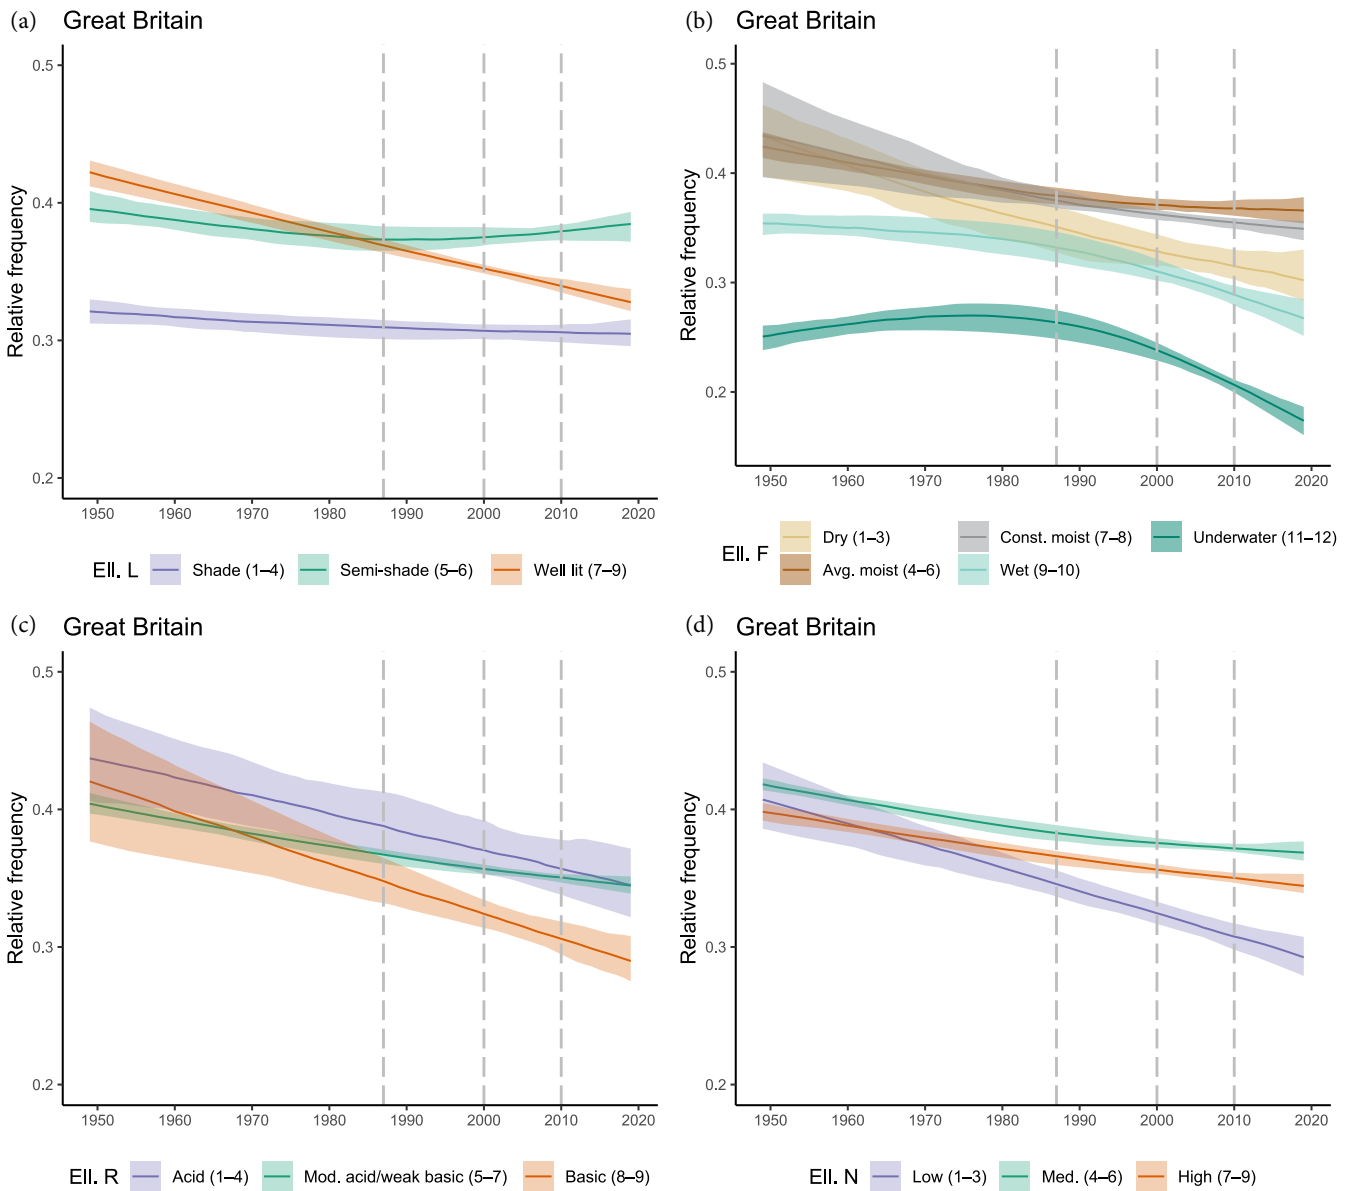 (a) Great Britain
Relative frequency
0.5
0.4
0.3
0.2
1950 1960 1970 1980 1990 2000 2010 2020
Ell. L Shade (1–4) Semi-shade (5–6) Well lit (7–9)
(b) Great Britain
Relative frequency
0.5
0.4
0.3
0.2
1950 1960 1970 1980 1990 2000 2010 2020
Ell. F
Dry (1–3) Const. moist (7–8) Underwater (11–12)
Avg. moist (4–6) Wet (9–10)
(c) Great Britain
Relative frequency
0.5
0.4
0.3
0.2
1950 1960 1970 1980 1990 2000 2010 2020
Ell. R Acid (1–4) Mod. acid/weak basic (5–7) Basic (8–9)
(d) Great Britain
Relative frequency
0.5
0.4
0.3
0.2
1950 1960 1970 1980 1990 2000 2010 2020
Ell. N Low (1–3) Med. (4–6) High (7–9)